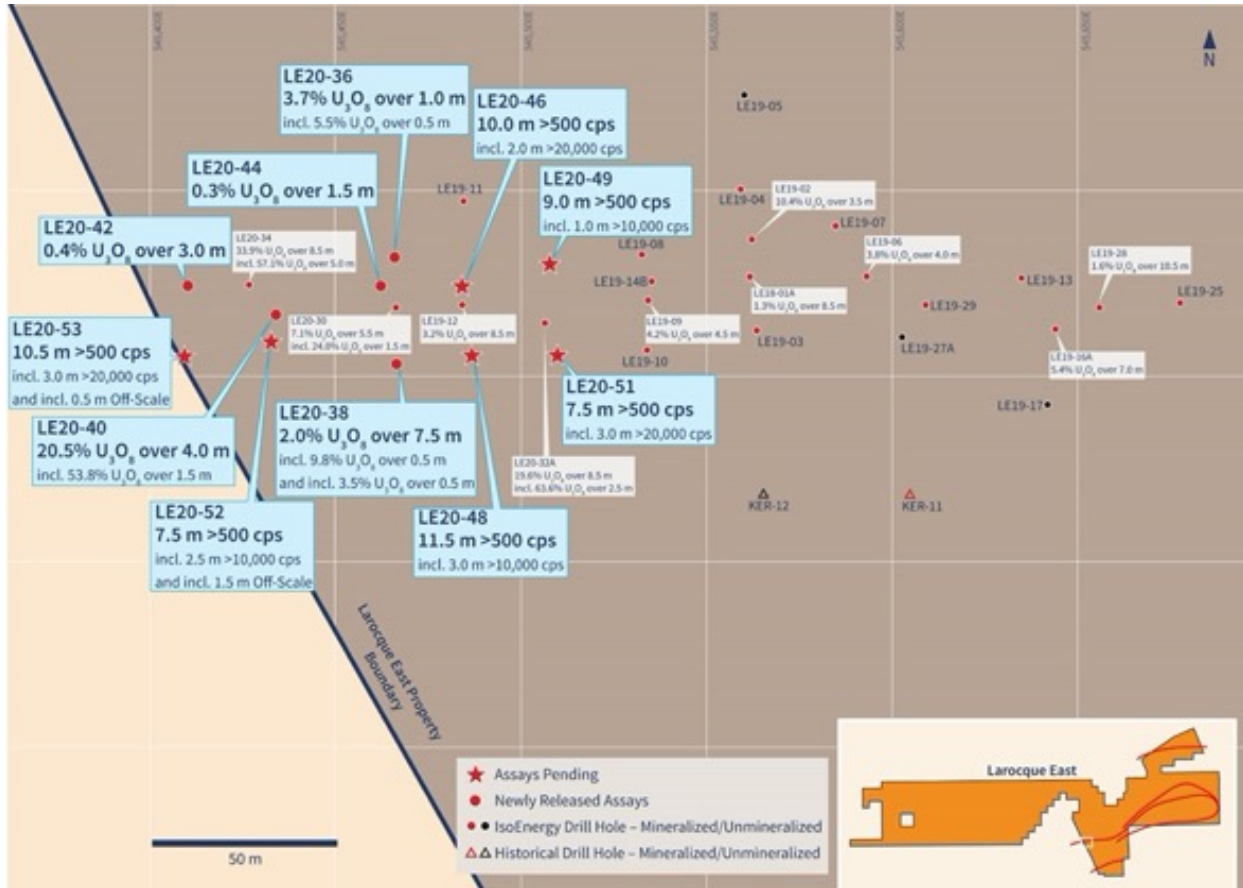 545,400E
545,450E
545,500E
545,550E
545,600E
545,650E
N
LE20-36
3.7% U₃O₈ over 1.0 m
incl. 5.5% U₃O₈ over 0.5 m
LE20-46
10.0 m >500 cps
incl. 2.0 m >20,000 cps
LE19-05
LE20-44
0.3% U₃O₈ over 1.5 m
LE19-11
LE20-49
9.0 m >500 cps
incl. 1.0 m >10,000 cps
LE19-04
LE19-02
10.4% U₃O₈ over 3.5 m
LE19-07
LE20-42
0.4% U₃O₈ over 3.0 m
LE20-34
33.9% U₃O₈ over 8.5 m
incl. 57.1% U₃O₈ over 5.0 m
LE19-08
LE19-06
3.8% U₃O₈ over 4.0 m
LE19-28
1.6% U₃O₈ over 10.5 m
LE19-14B
LE18-01A
1.3% U₃O₈ over 8.5 m
LE19-13
LE19-25
LE19-29
LE20-53
10.5 m >500 cps
incl. 3.0 m >20,000 cps
and incl. 0.5 m Off-Scale
LE20-30
7.1% U₃O₈ over 5.5 m
incl. 24.0% U₃O₈ over 1.5 m
LE19-12
3.2% U₃O₈ over 8.5 m
LE19-09
4.2% U₃O₈ over 4.5 m
LE19-03
LE19-27A
LE19-10
LE19-16A
5.4% U₃O₈ over 7.0 m
LE20-51
7.5 m >500 cps
incl. 3.0 m >20,000 cps
LE19-17
LE20-40
20.5% U₃O₈ over 4.0 m
incl. 53.8% U₃O₈ over 1.5 m
LE20-38
2.0% U₃O₈ over 7.5 m
incl. 9.8% U₃O₈ over 0.5 m
and incl. 3.5% U₃O₈ over 0.5 m
LE20-32A
19.6% U₃O₈ over 8.5 m
incl. 63.6% U₃O₈ over 2.5 m
KER-12
KER-11
LE20-52
7.5 m >500 cps
incl. 2.5 m >10,000 cps
and incl. 1.5 m Off-Scale
LE20-48
11.5 m >500 cps
incl. 3.0 m >10,000 cps
Larocque East Property
Boundary
Assays Pending
Newly Released Assays
IsoEnergy Drill Hole – Mineralized/Unmineralized
Historical Drill Hole – Mineralized/Unmineralized
50 m
Larocque East